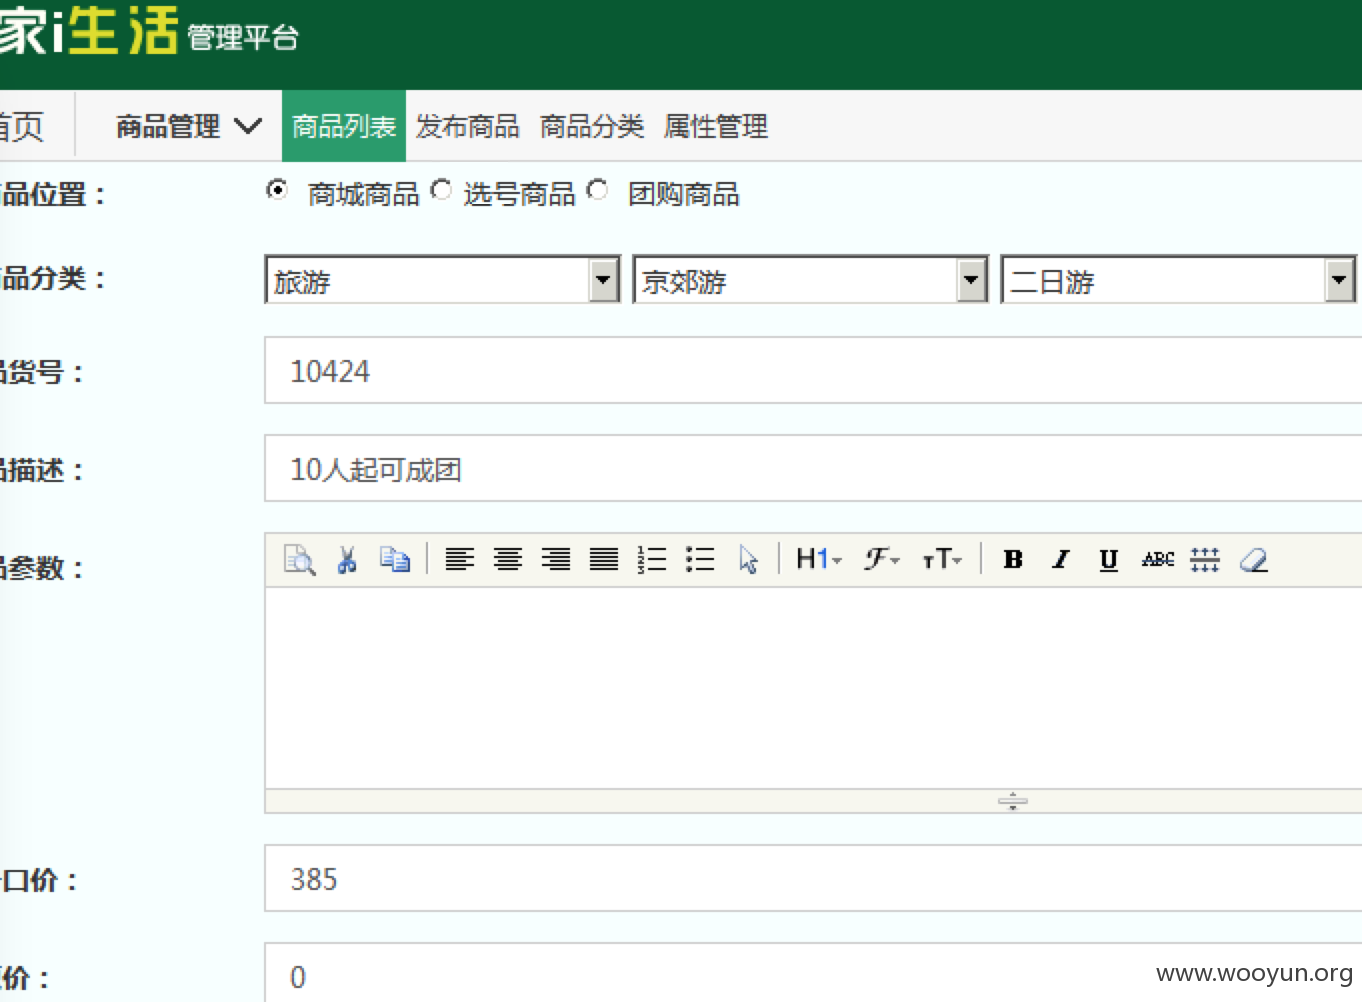 家i生活 管理平台
首页 商品管理 商品列表 发布商品 商品分类 属性管理
品位置： 商城商品 选号商品 团购商品
品分类： 旅游 京郊游 二日游
品货号： 10424
品描述： 10人起可成团
品参数： H1 F TT B I U ABC
口价： 385
价： 0
www.wooyun.org